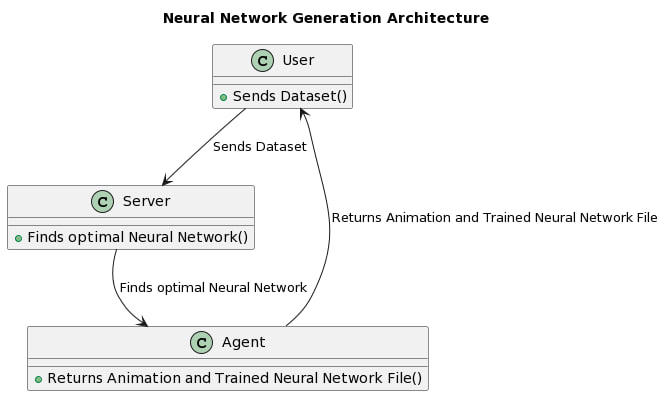 Neural Network Generation Architecture
C User
Sends Dataset()
Sends Dataset
C Server
Finds optimal Neural Network()
Returns Animation and Trained Neural Network File
Finds optimal Neural Network
C Agent
Returns Animation and Trained Neural Network File()